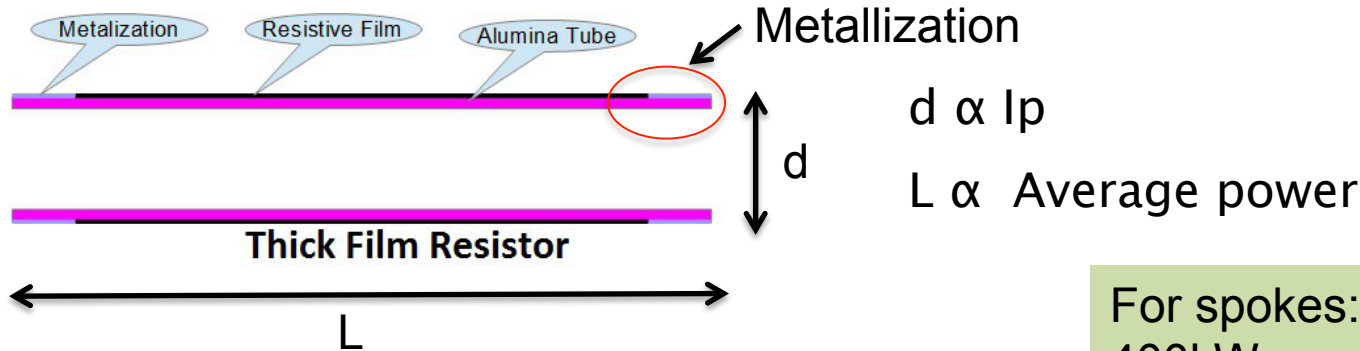 Metalization
Resistive Film
Alumina Tube
Metallization
d α Ip
d
L α Average power
Thick Film Resistor
L
For spokes: